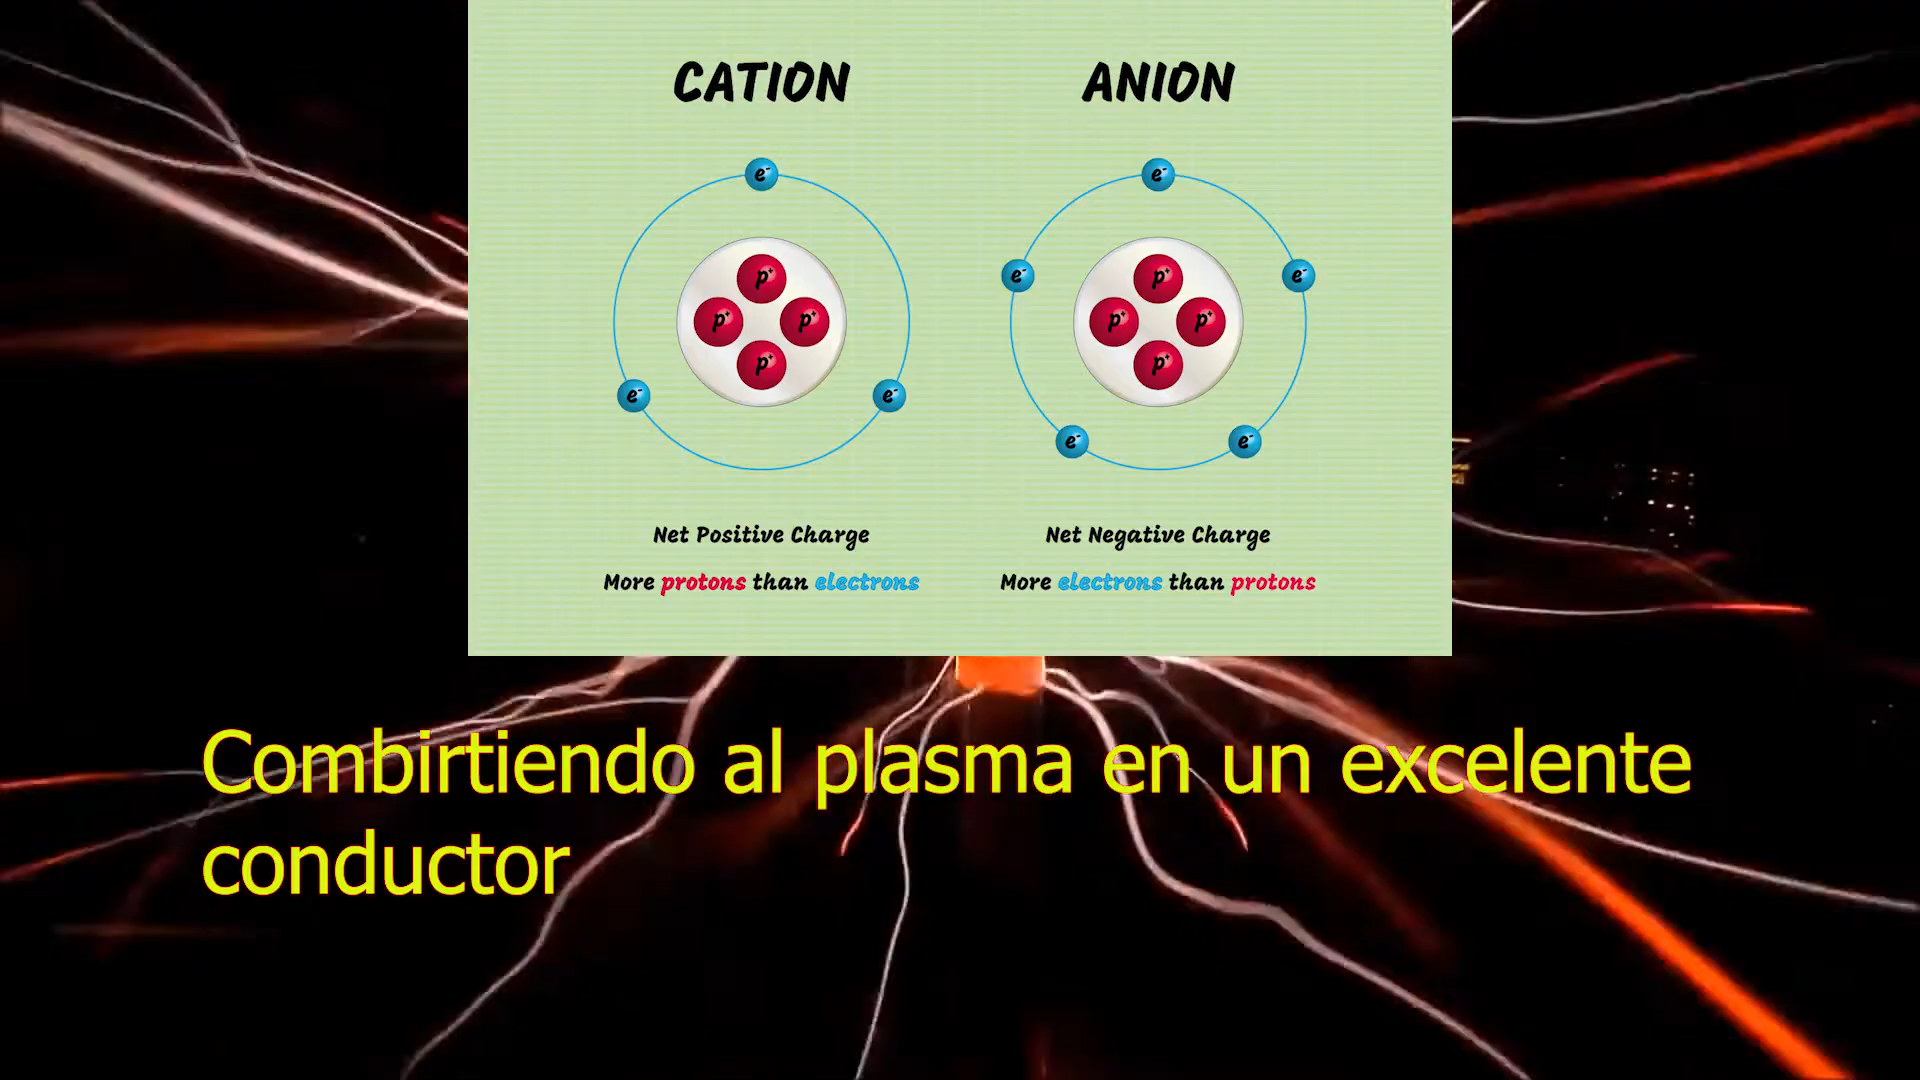 CATION ANION
e- e-
e- e-
p+ p+
p+ p+ p+ p+
p+ p+
e- e-
e- e-
Net Positive Charge Net Negative Charge
More protons than electrons More electrons than protons
Combirtiendo al plasma en un excelente
conductor